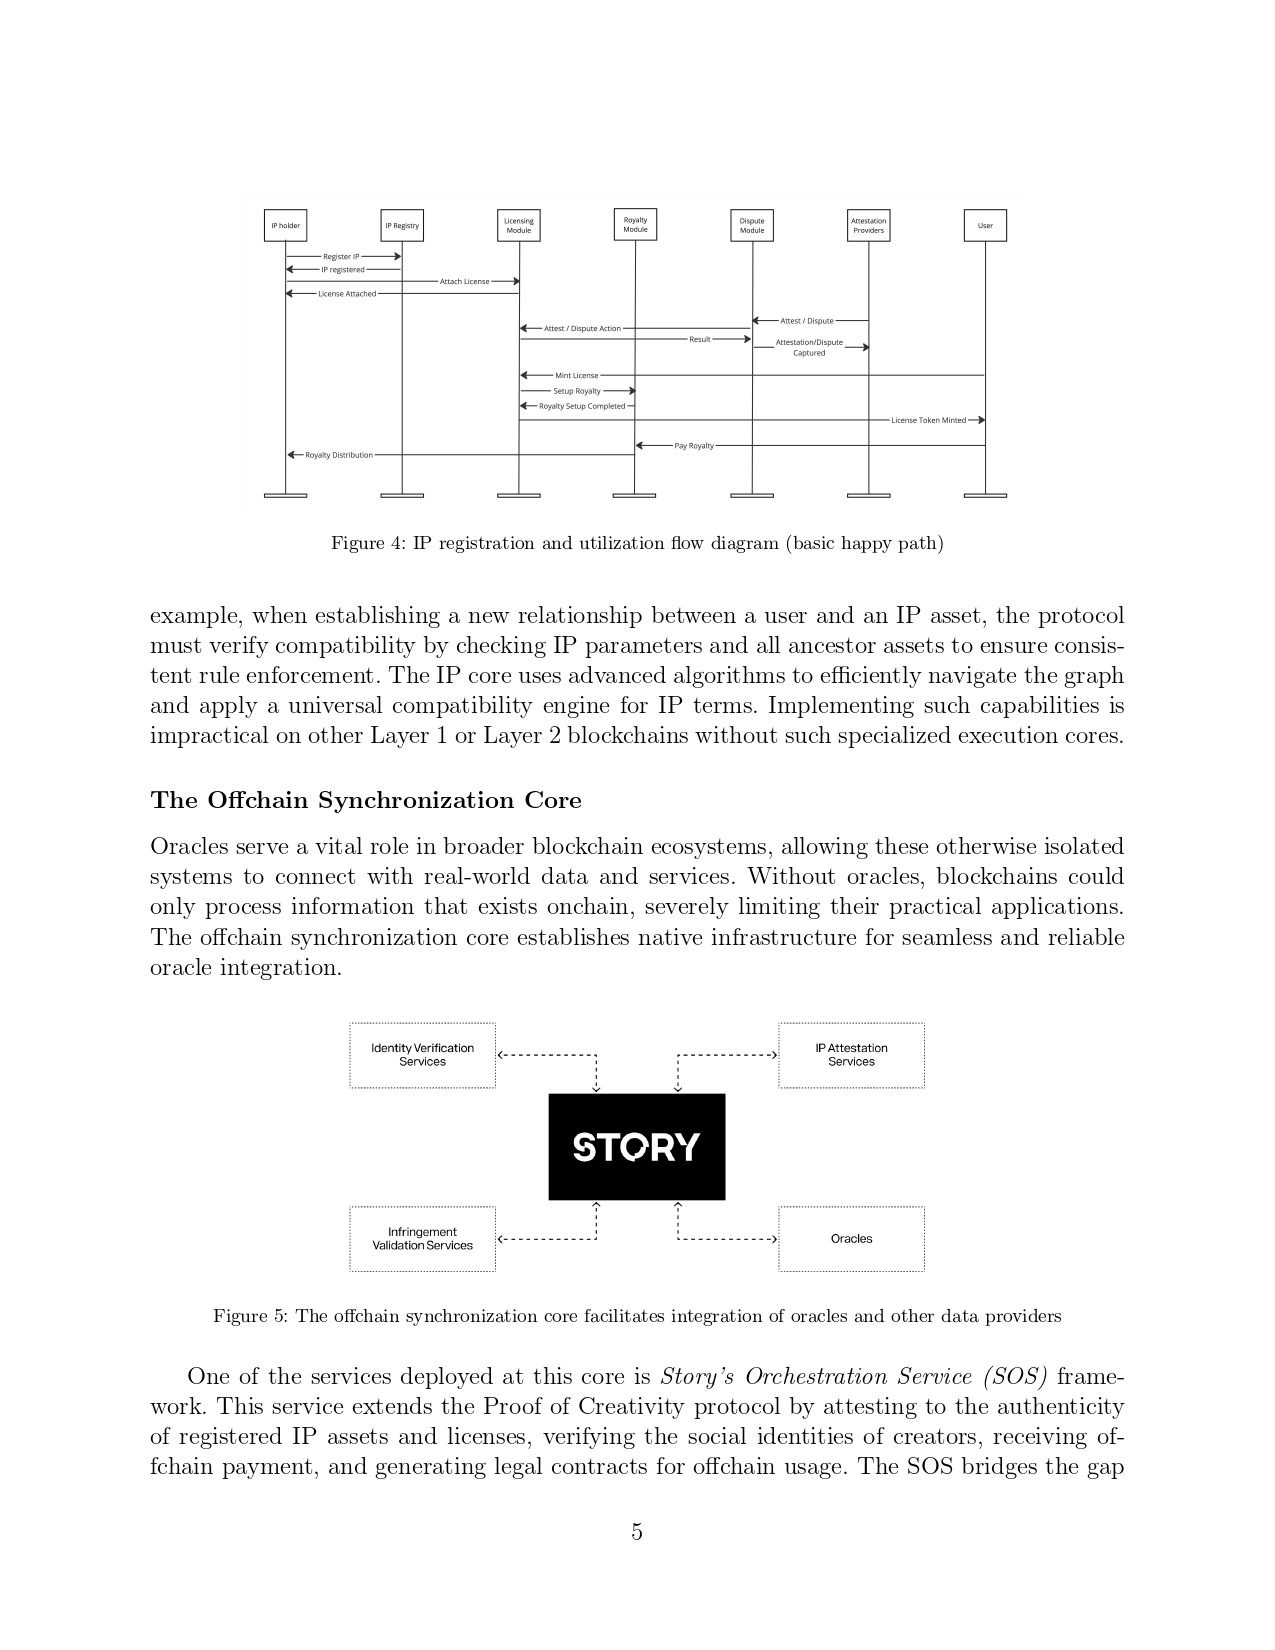 IP holder
IP Registry
Licensing
Module
Royalty
Module
Dispute
Module
Attestation
Providers
User
Register IP
IP registered
Attach License
License Attached
Attest / Dispute
Attest / Dispute Action
Result
Attestation/Dispute
Captured
Mint License
Setup Royalty
Royalty Setup Completed
License Token Minted
Pay Royalty
Royalty Distribution
Figure 4: IP registration and utilization flow diagram (basic happy path)
example, when establishing a new relationship between a user and an IP asset, the protocol
must verify compatibility by checking IP parameters and all ancestor assets to ensure consis-
tent rule enforcement. The IP core uses advanced algorithms to efficiently navigate the graph
and apply a universal compatibility engine for IP terms. Implementing such capabilities is
impractical on other Layer 1 or Layer 2 blockchains without such specialized execution cores.
The Offchain Synchronization Core
Oracles serve a vital role in broader blockchain ecosystems, allowing these otherwise isolated
systems to connect with real-world data and services. Without oracles, blockchains could
only process information that exists onchain, severely limiting their practical applications.
The offchain synchronization core establishes native infrastructure for seamless and reliable
oracle integration.
Identity Verification
Services
IP Attestation
Services
STORY
Infringement
Validation Services
Oracles
Figure 5: The offchain synchronization core facilitates integration of oracles and other data providers
One of the services deployed at this core is Story's Orchestration Service (SOS) frame-
work. This service extends the Proof of Creativity protocol by attesting to the authenticity
of registered IP assets and licenses, verifying the social identities of creators, receiving of-
fchain payment, and generating legal contracts for offchain usage. The SOS bridges the gap
5